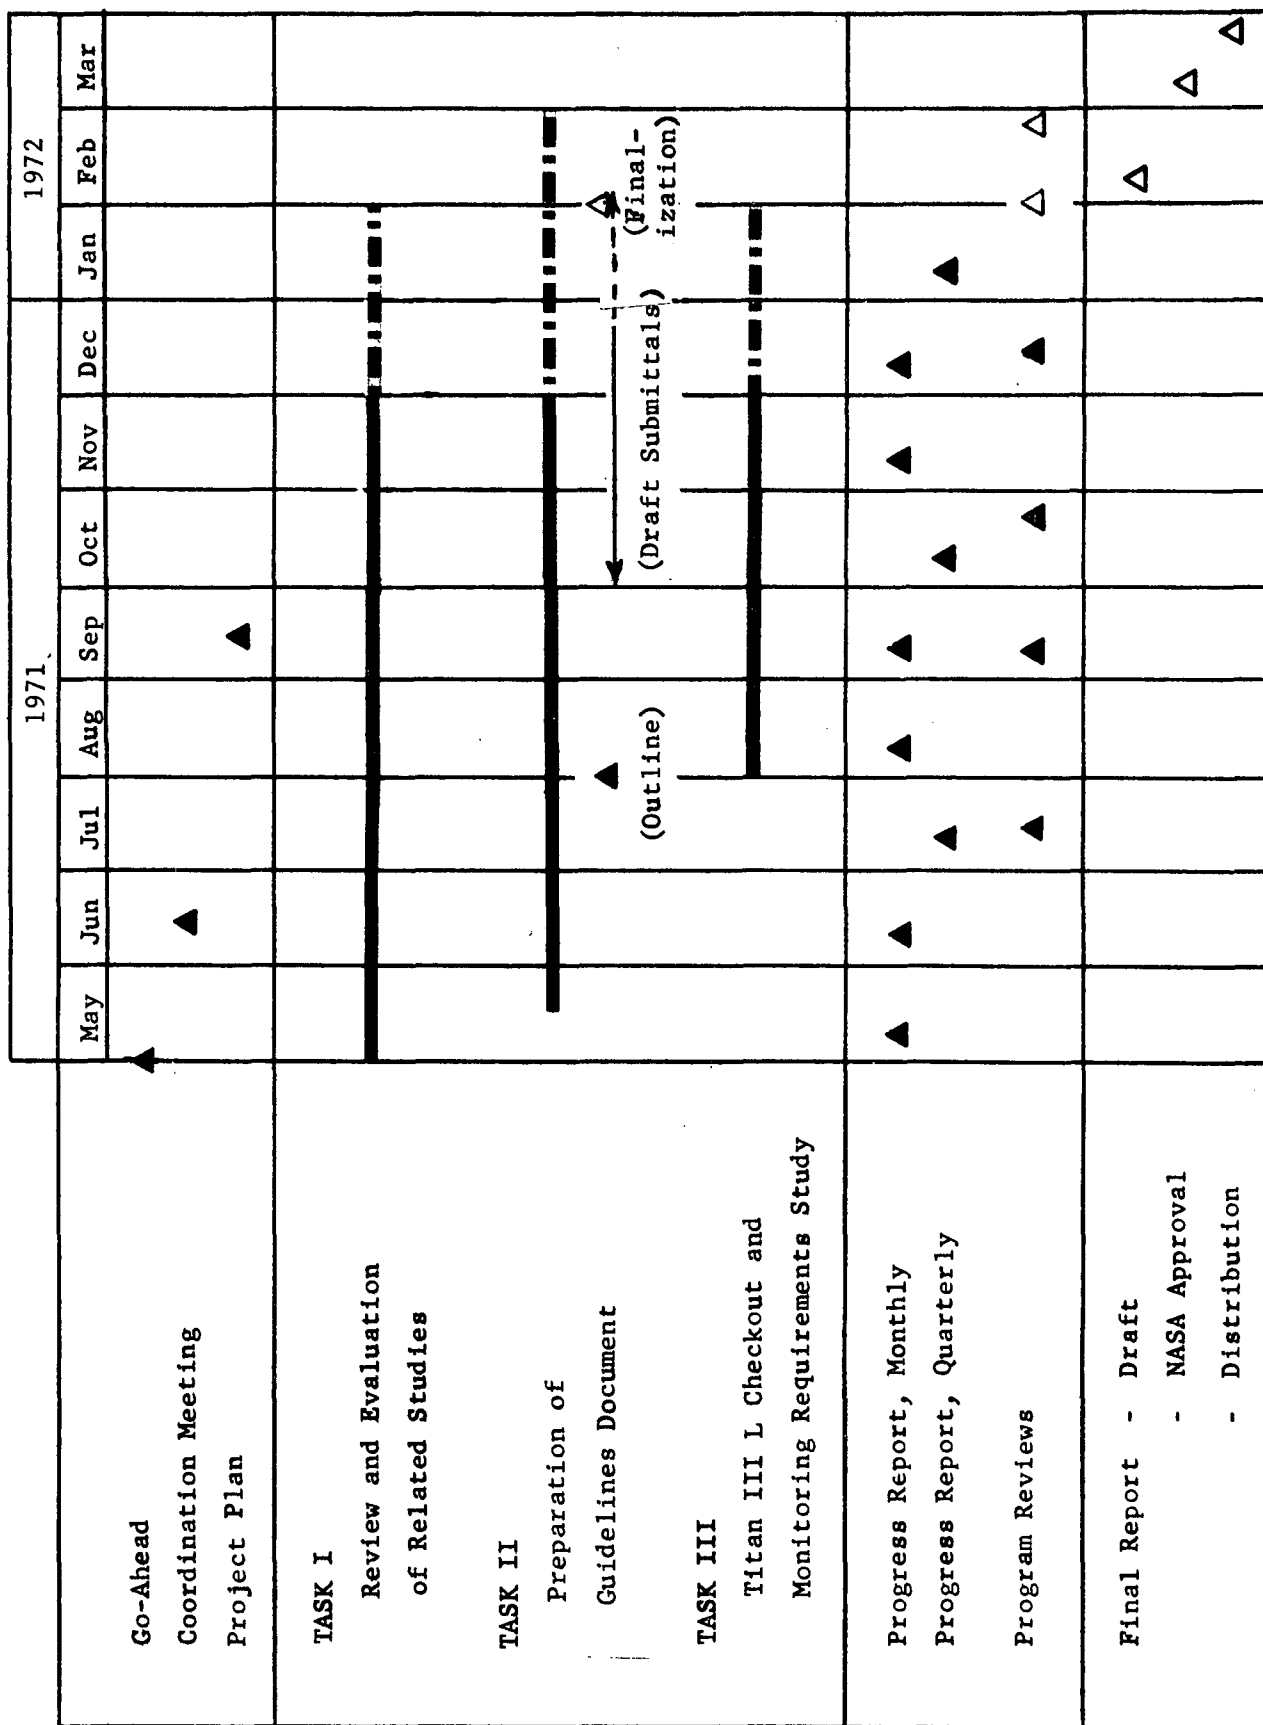 1971
1972
May Jun Jul Aug Sep Oct Nov Dec Jan Feb Mar
Go-Ahead
Coordination Meeting
Project Plan
TASK I
Review and Evaluation
of Related Studies
TASK II
Preparation of
Guidelines Document
(Outline)
(Draft Submittals)
(Final-
ization)
TASK III
Titan III L Checkout and
Monitoring Requirements Study
Progress Report, Monthly
Progress Report, Quarterly
Program Reviews
Final Report - Draft
- NASA Approval
- Distribution